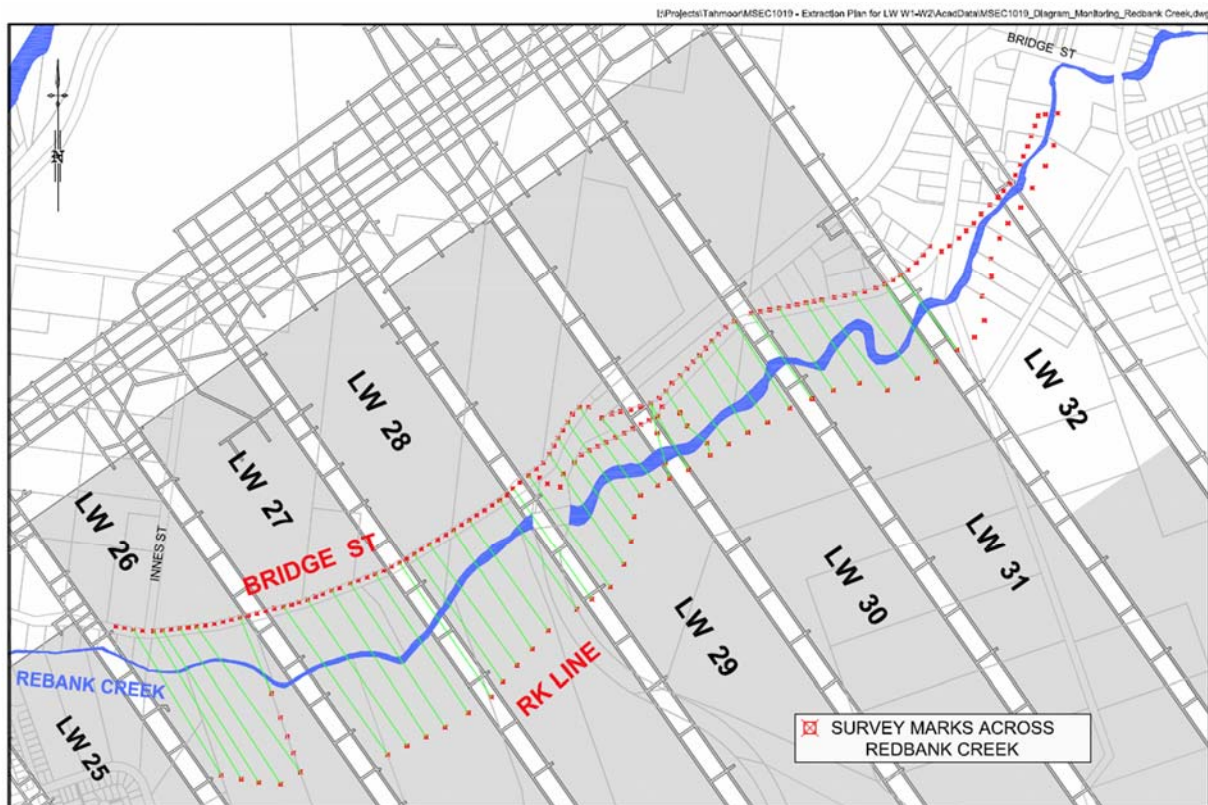 I:\Projects\Tahmoor\MSEC1019 - Extraction Plan for LW W1-W2\AcadData\MSEC1019_Diagram_Monitoring_Redbank Creek.dwg
BRIDGE ST
N
LW 32
LW 28
LW 31
LW 27
LW 26
INNES ST
BRIDGE ST
LW 30
LW 29
RK LINE
REBANK CREEK
LW 25
SURVEY MARKS ACROSS
REDBANK CREEK